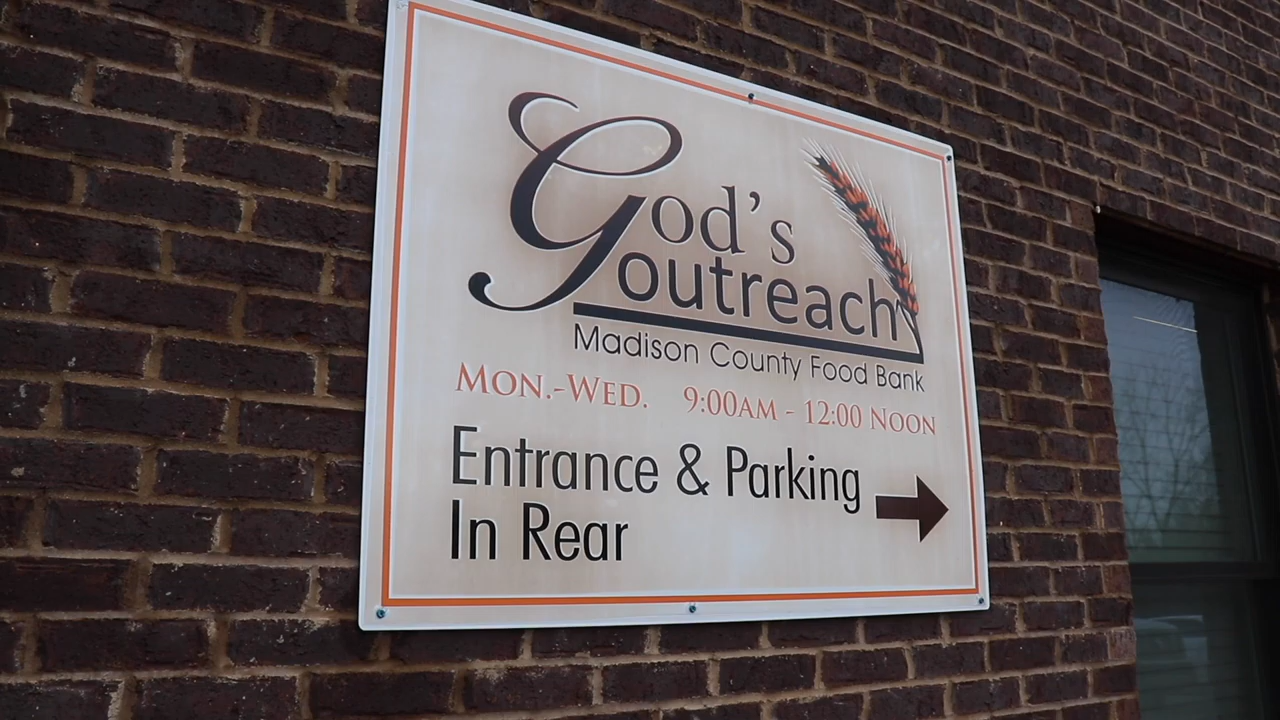 God's
outreach
Madison County Food Bank
MON.-WED. 9:00AM - 12:00 NOON
Entrance & Parking
In Rear